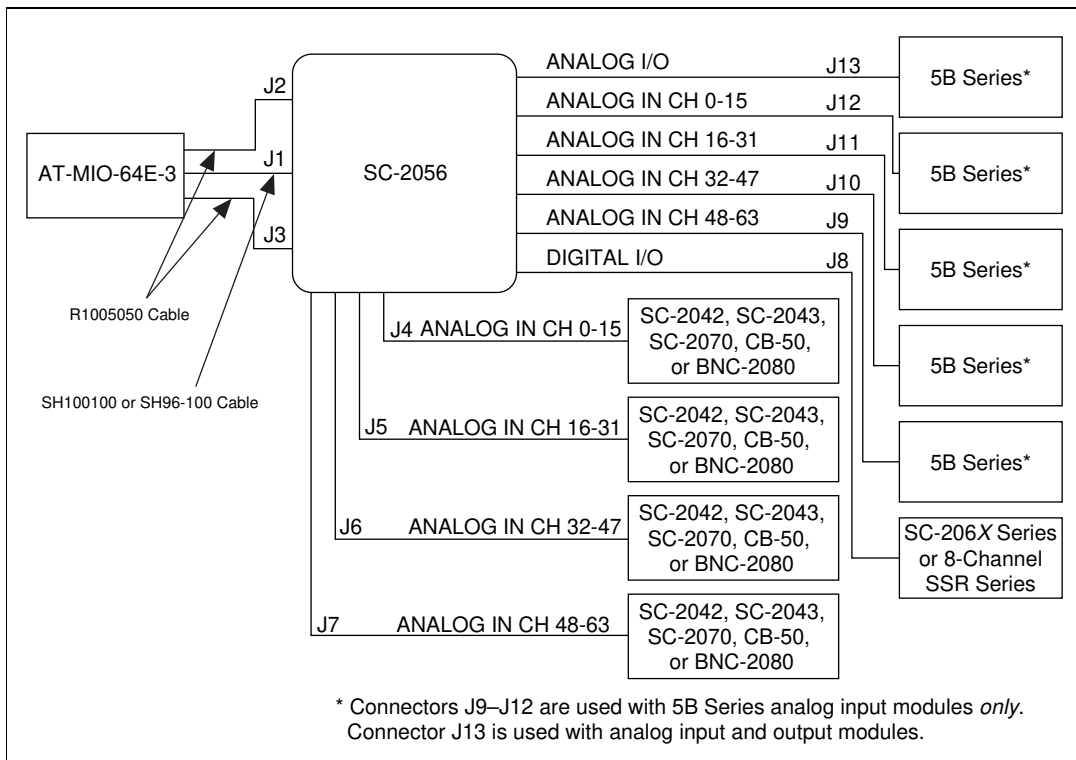 ANALOG I/O J13
5B Series*
J2
ANALOG IN CH 0-15 J12
AT-MIO-64E-3
J1
SC-2056
ANALOG IN CH 16-31 J11
5B Series*
ANALOG IN CH 32-47 J10
J3
ANALOG IN CH 48-63 J9
DIGITAL I/O J8
5B Series*
R1005050 Cable
J4 ANALOG IN CH 0-15
SC-2042, SC-2043,
SC-2070, CB-50,
or BNC-2080
5B Series*
SH100100 or SH96-100 Cable
J5 ANALOG IN CH 16-31
SC-2042, SC-2043,
SC-2070, CB-50,
or BNC-2080
5B Series*
J6 ANALOG IN CH 32-47
SC-2042, SC-2043,
SC-2070, CB-50,
or BNC-2080
SC-206X Series
or 8-Channel
SSR Series
J7 ANALOG IN CH 48-63
SC-2042, SC-2043,
SC-2070, CB-50,
or BNC-2080
* Connectors J9–J12 are used with 5B Series analog input modules only.
Connector J13 is used with analog input and output modules.